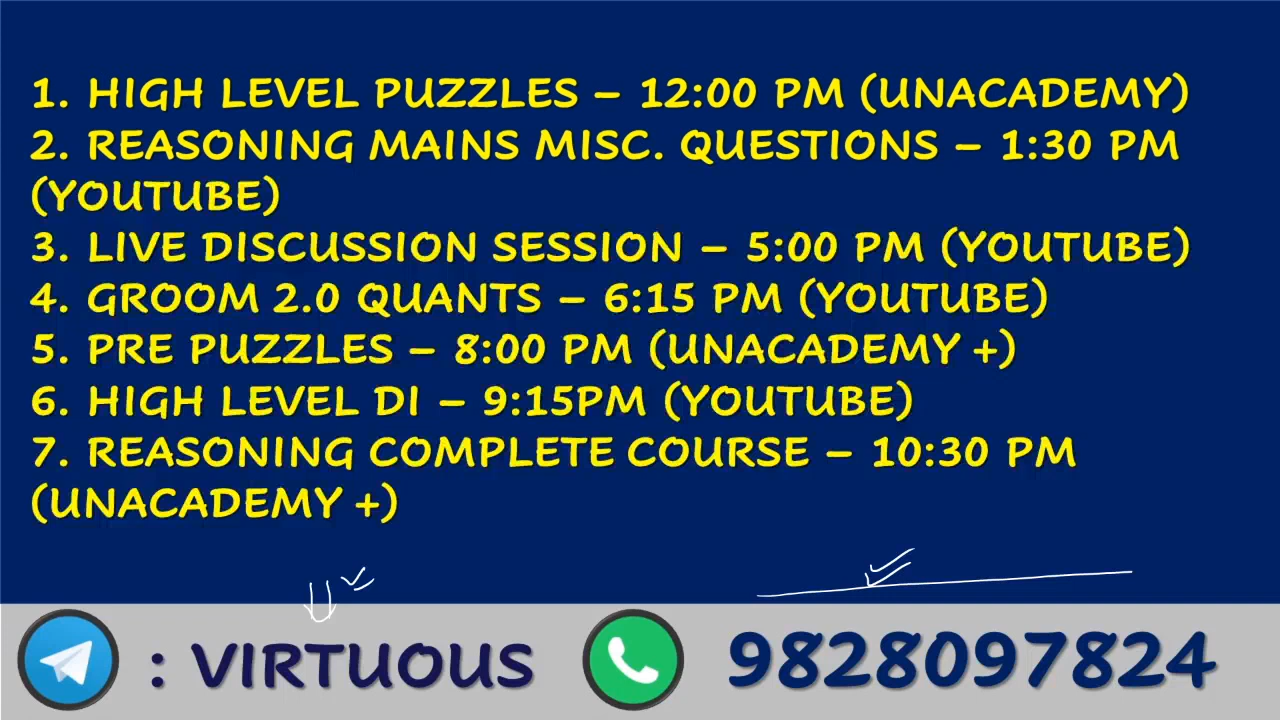 1. HIGH LEVEL PUZZLES – 12:00 PM (UNACADEMY)
2. REASONING MAINS MISC. QUESTIONS – 1:30 PM
(YOUTUBE)
3. LIVE DISCUSSION SESSION – 5:00 PM (YOUTUBE)
4. GROOM 2.0 QUANTS – 6:15 PM (YOUTUBE)
5. PRE PUZZLES – 8:00 PM (UNACADEMY +)
6. HIGH LEVEL DI – 9:15PM (YOUTUBE)
7. REASONING COMPLETE COURSE – 10:30 PM
(UNACADEMY +)
: VIRTUOUS 9828097824